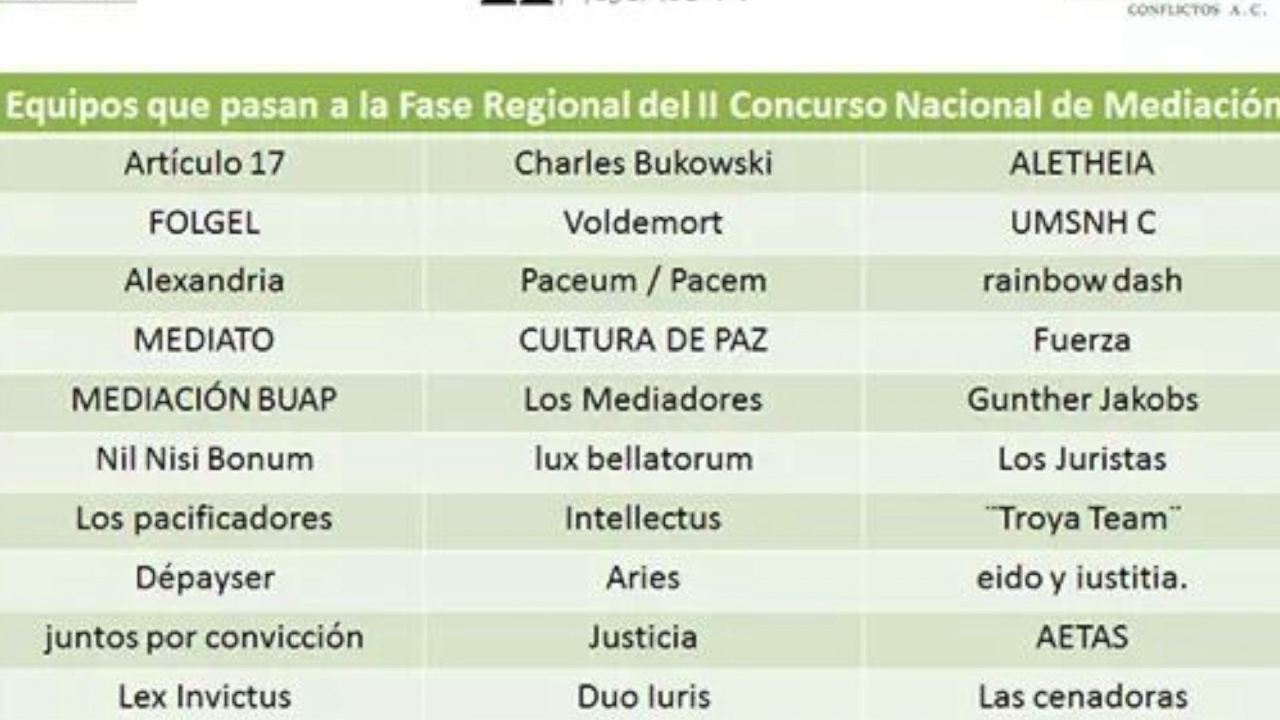 CONFLICTOS A.C.
Equipos que pasan a la Fase Regional del II Concurso Nacional de Mediación
Artículo 17 Charles Bukowski ALETHEIA
FOLGEL Voldemort UMSNH C
Alexandria Paceum / Pacem rainbow dash
MEDIATO CULTURA DE PAZ Fuerza
MEDIACIÓN BUAP Los Mediadores Gunther Jakobs
Nil Nisi Bonum lux bellatorum Los Juristas
Los pacificadores Intellectus ¨Troya Team¨
Dépayser Aries eido y iustitia.
juntos por convicción Justicia AETAS
Lex Invictus Duo Iuris Las cenadoras